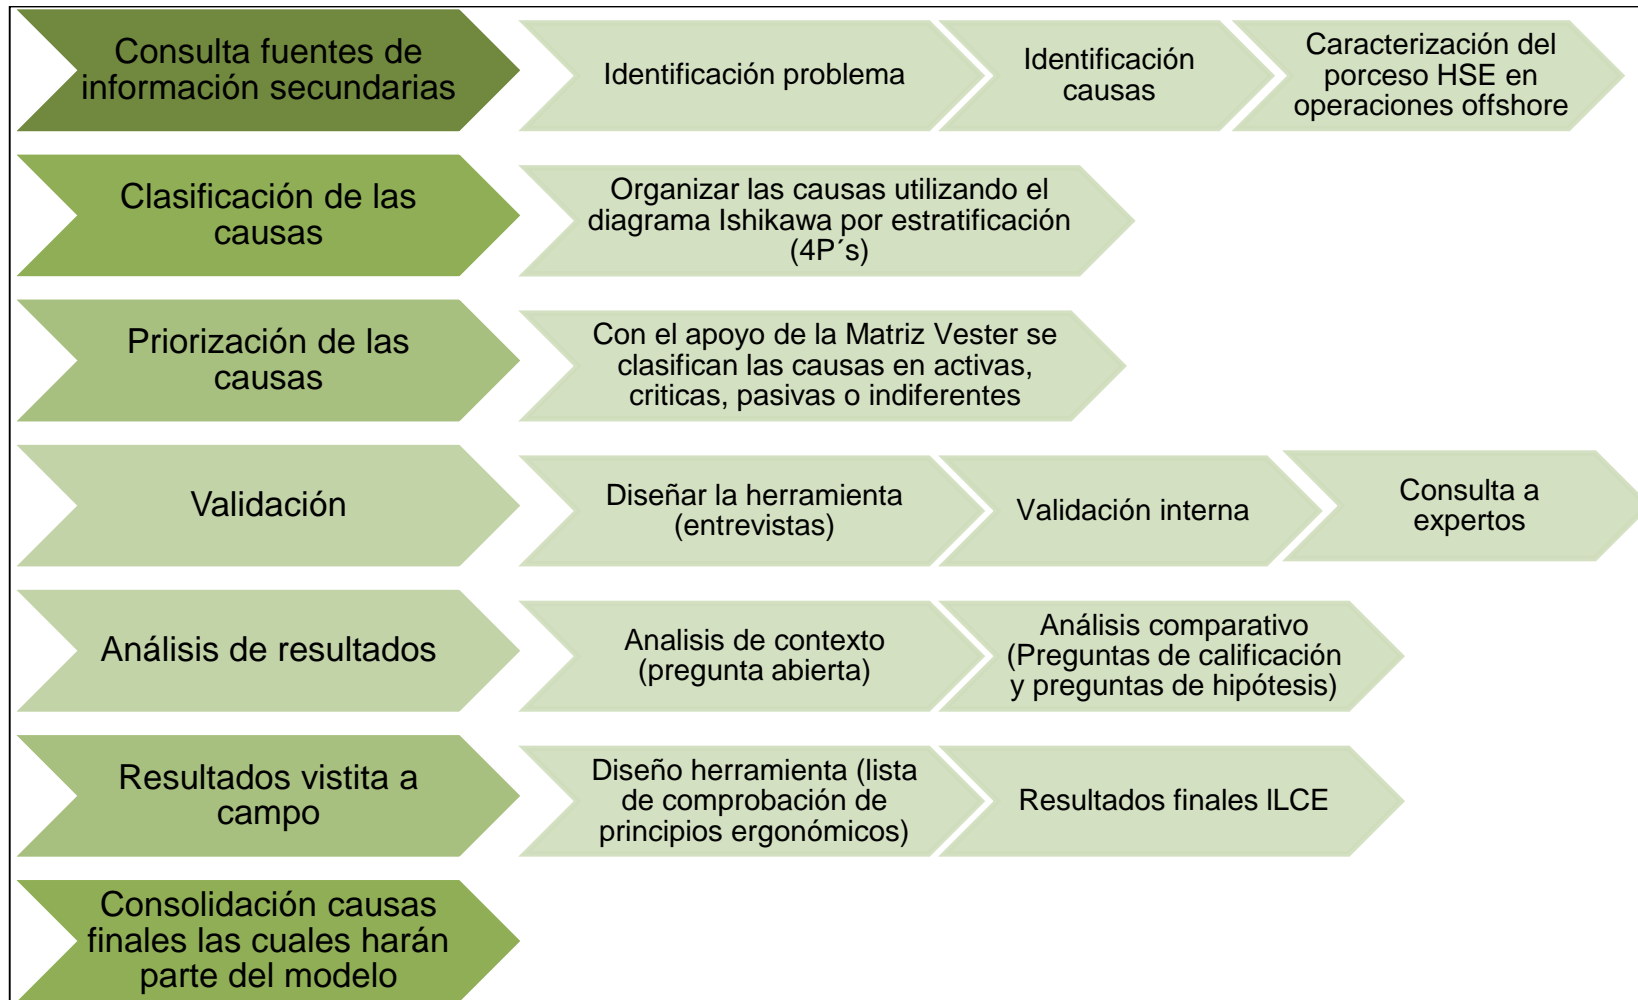 Consulta fuentes de
información secundarias
Identificación problema
Identificación
causas
Caracterización del
porceso HSE en
operaciones offshore
Clasificación de las
causas
Organizar las causas utilizando el
diagrama Ishikawa por estratificación
(4P´s)
Priorización de las
causas
Con el apoyo de la Matriz Vester se
clasifican las causas en activas,
criticas, pasivas o indiferentes
Validación
Diseñar la herramienta
(entrevistas)
Validación interna
Consulta a
expertos
Análisis de resultados
Analisis de contexto
(pregunta abierta)
Análisis comparativo
(Preguntas de calificación
y preguntas de hipótesis)
Resultados vistita a
campo
Diseño herramienta (lista
de comprobación de
principios ergonómicos)
Resultados finales ILCE
Consolidación causas
finales las cuales harán
parte del modelo